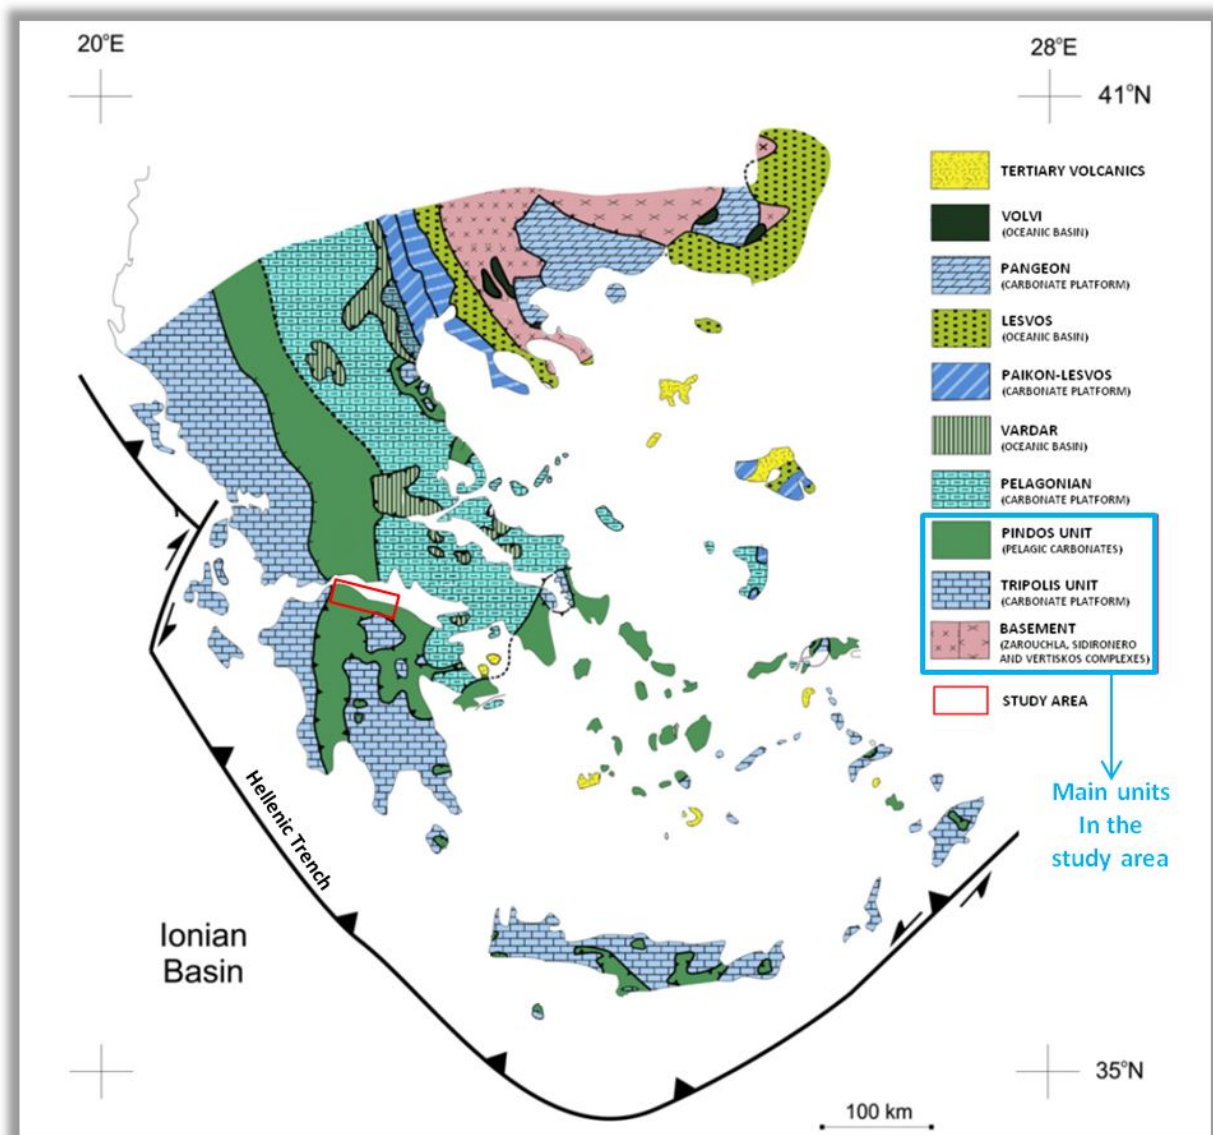 20°E
28°E
41°N
TERTIARY VOLCANICS
VOLVI
(OCEANIC BASIN)
PANGEON
(CARBONATE PLATFORM)
LESVOS
(OCEANIC BASIN)
PAIKON-LESVOS
(CARBONATE PLATFORM)
VARDAR
(OCEANIC BASIN)
PELAGONIAN
(CARBONATE PLATFORM)
PINDOS UNIT
(PELAGIC CARBONATES)
TRIPOLIS UNIT
(CARBONATE PLATFORM)
BASEMENT
(ZAROUCHLA, SIDIRONERO
AND VERTISKOS COMPLEXES)
STUDY AREA
Main units
In the
study area
Hellenic Trench
Ionian
Basin
35°N
100 km